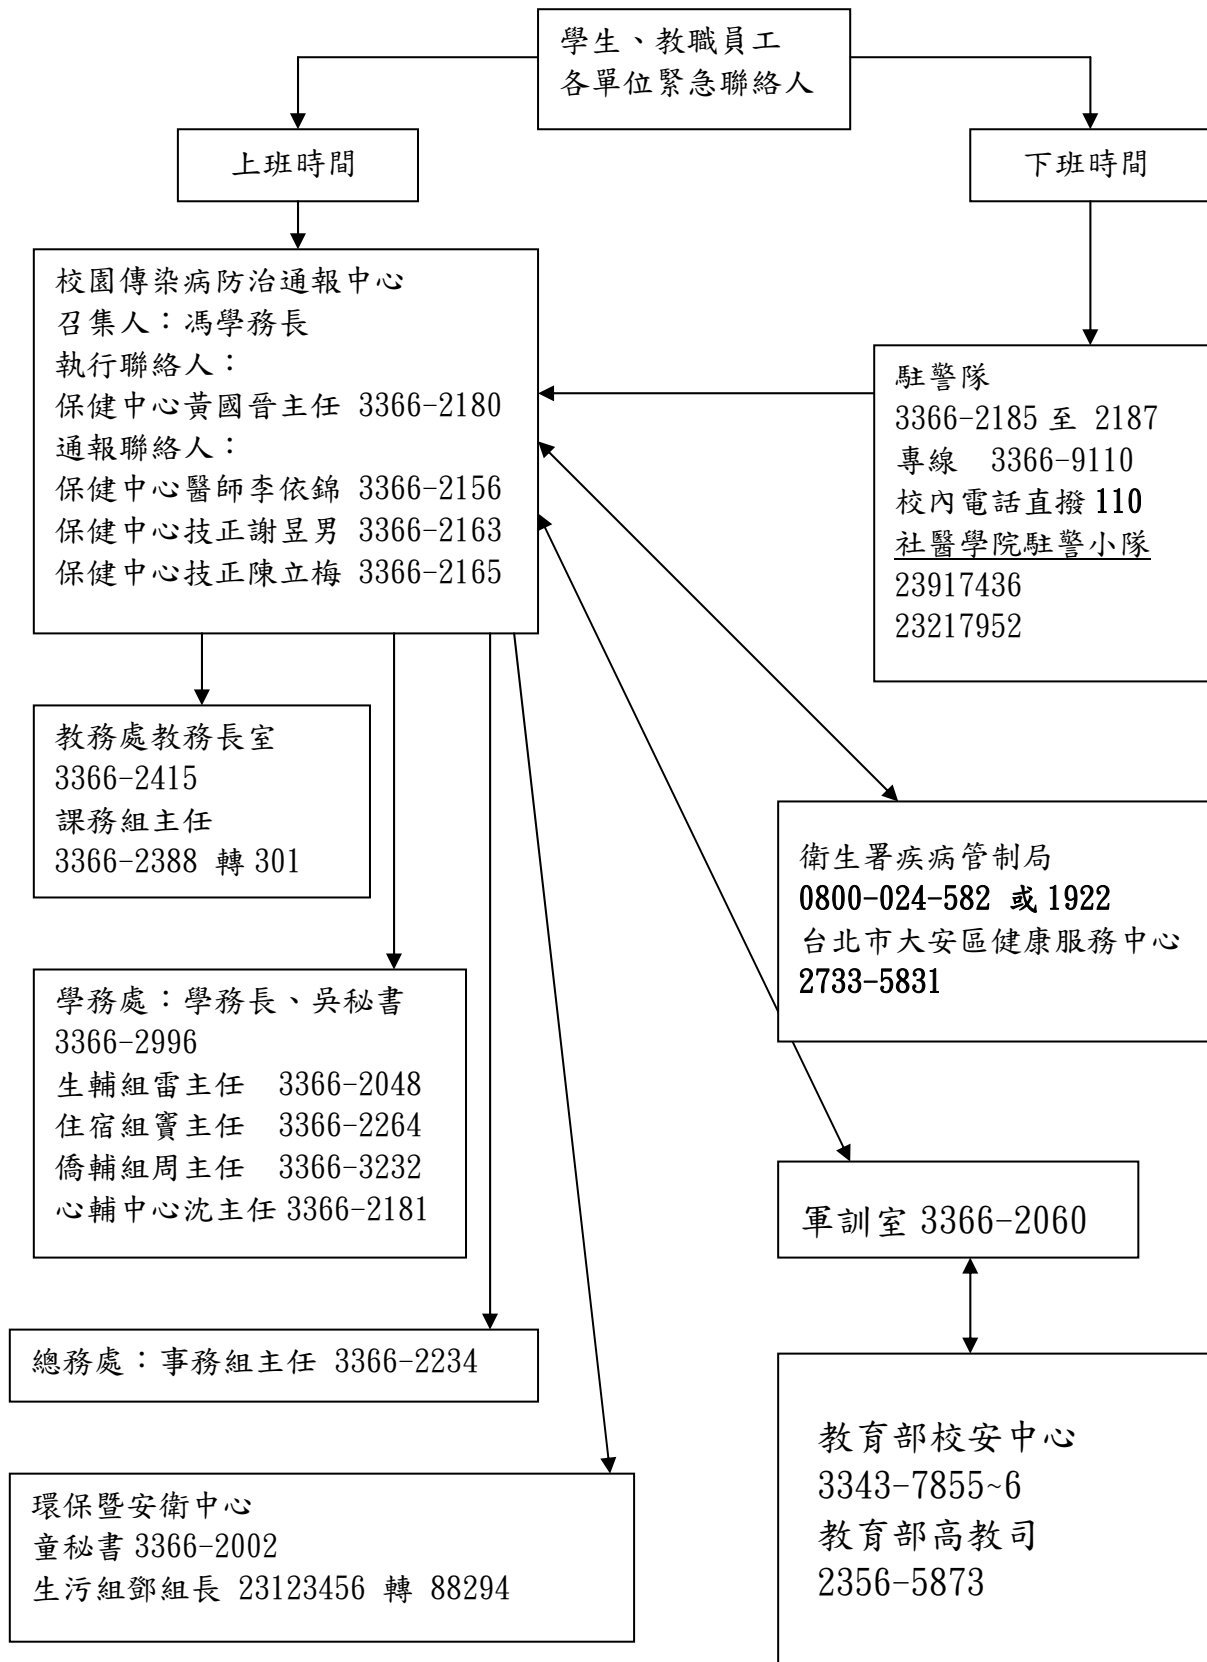 學生、教職員工
各單位緊急聯絡人
上班時間
下班時間
校園傳染病防治通報中心
召集人：馮學務長
執行聯絡人：
保健中心黃國晉主任 3366-2180
通報聯絡人：
保健中心醫師李依錦 3366-2156
保健中心技正謝昱男 3366-2163
保健中心技正陳立梅 3366-2165
駐警隊
3366-2185 至 2187
專線 3366-9110
校內電話直撥 110
社醫學院駐警小隊
23917436
23217952
教務處教務長室
3366-2415
課務組主任
3366-2388 轉 301
衛生署疾病管制局
0800-024-582 或 1922
台北市大安區健康服務中心
2733-5831
學務處：學務長、吳秘書
3366-2996
生輔組雷主任 3366-2048
住宿組竇主任 3366-2264
僑輔組周主任 3366-3232
心輔中心沈主任 3366-2181
軍訓室 3366-2060
總務處：事務組主任 3366-2234
教育部校安中心
3343-7855~6
教育部高教司
2356-5873
環保暨安衛中心
童秘書 3366-2002
生污組鄧組長 23123456 轉 88294